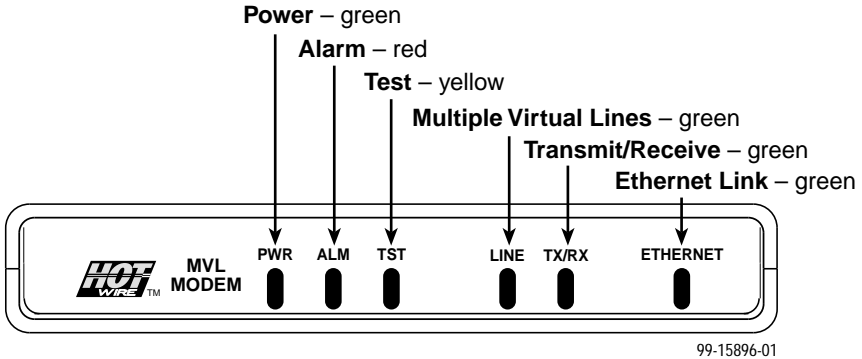 Power – green
Alarm – red
Test – yellow
Multiple Virtual Lines – green
Transmit/Receive – green
Ethernet Link – green
HOT
WIRE TM
MVL
MODEM
PWR ALM TST LINE TX/RX ETHERNET
99-15896-01